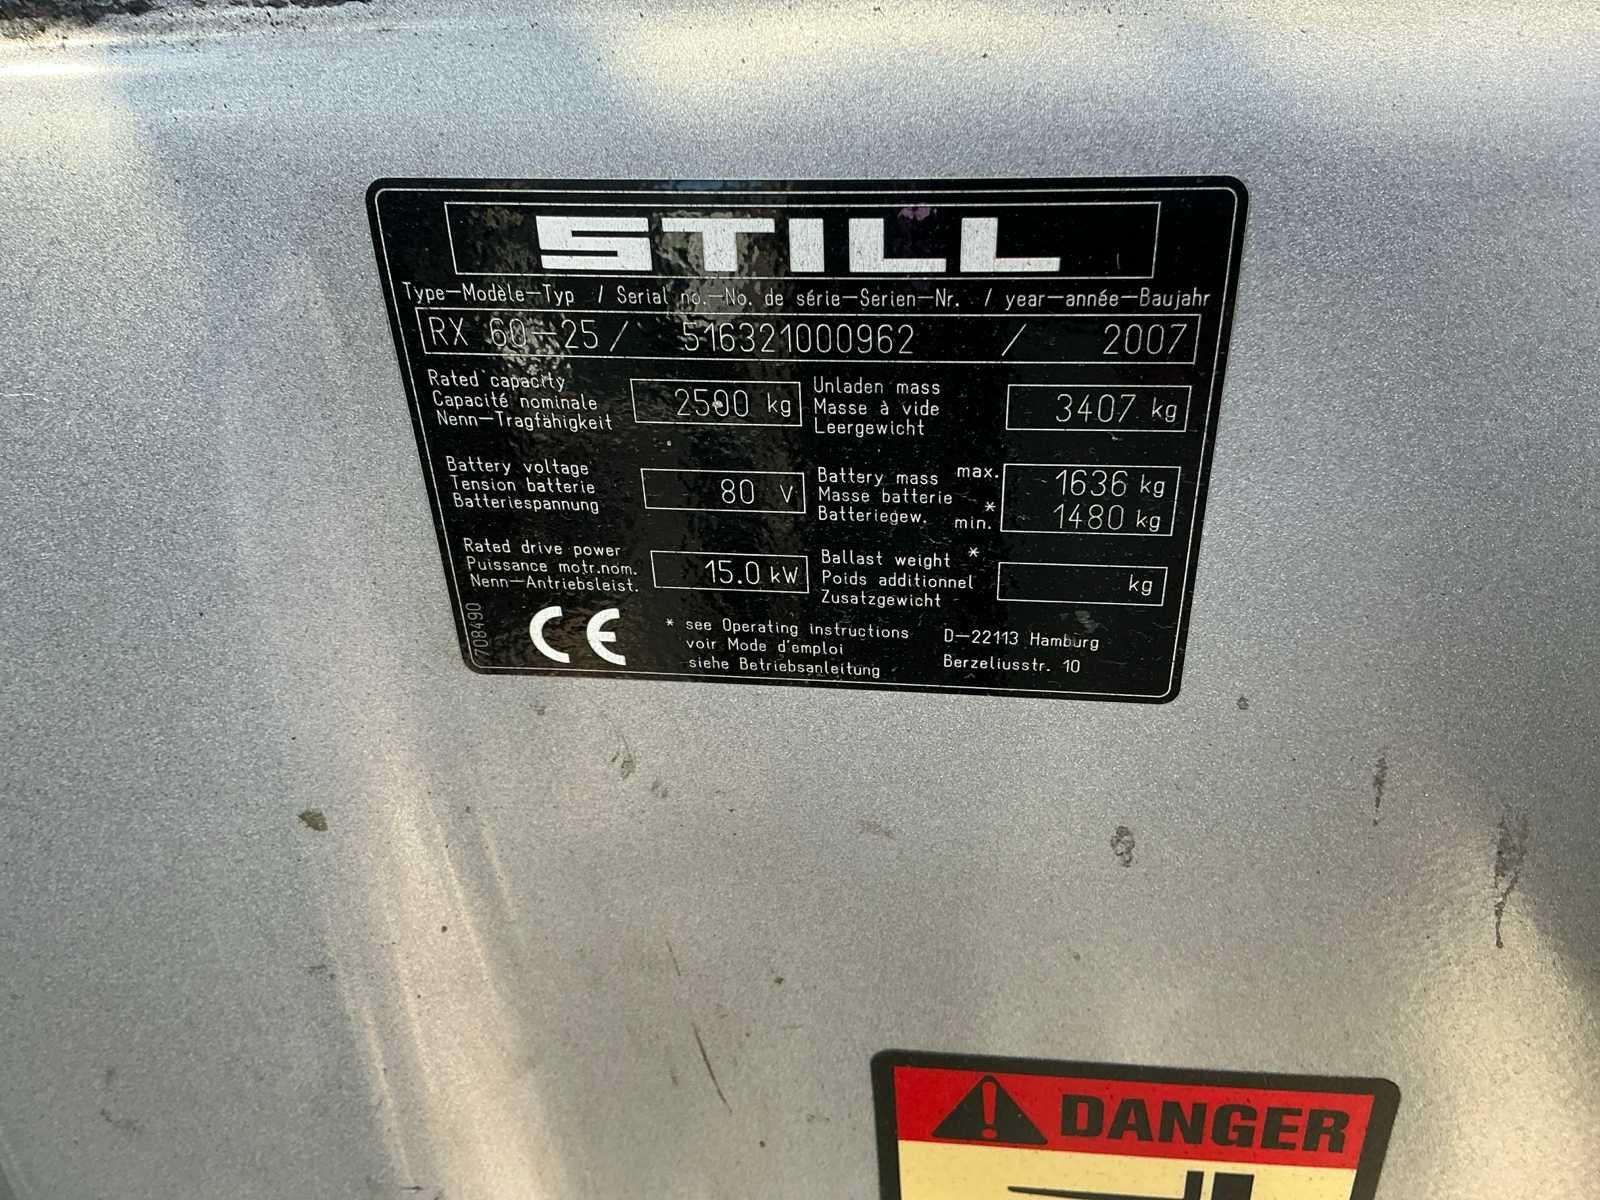 STILL
Type-Modèle-Typ / Serial no.-No. de série-Serien-Nr. / year-année-Baujahr
RX 60-25 / 516321000962 / 2007
Rated capacity
Capacité nominale
Nenn-Tragfähigkeit
2500 kg
Unladen mass
Masse à vide
Leergewicht
3407 kg
Battery voltage
Tension batterie
Batteriespannung
80 V
Battery mass max.
Masse batterie *
Batteriegew. min.
1636 kg
1480 kg
Rated drive power
Puissance motr.nom.
Nenn-Antriebsleist.
15.0 kW
Ballast weight *
Poids additionnel
Zusatzgewicht
kg
708490
CE
* see Operating instructions
voir Mode d'emploi
siehe Betriebsanleitung
D-22113 Hamburg
Berzeliusstr. 10
DANGER